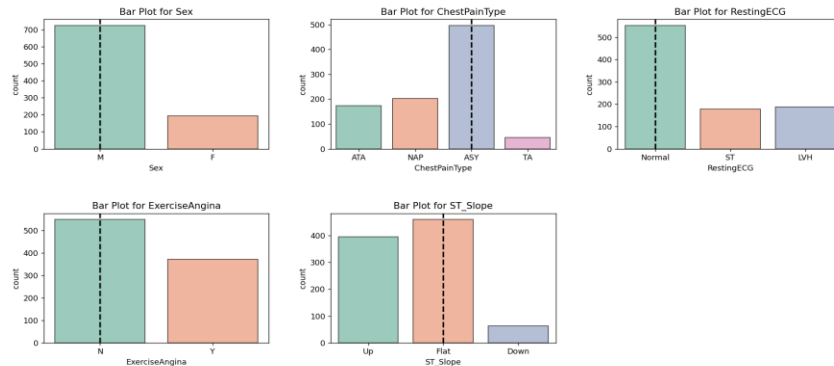 Bar Plot for Sex
700
600
500
400
300
200
100
0
count
M
F
Sex
Bar Plot for ChestPainType
500
400
300
200
100
0
count
ATA
NAP
ASY
TA
ChestPainType
Bar Plot for RestingECG
500
400
300
200
100
0
count
Normal
ST
LVH
RestingECG
Bar Plot for ExerciseAngina
500
400
300
200
100
0
count
N
Y
ExerciseAngina
Bar Plot for ST_Slope
400
300
200
100
0
count
Up
Flat
Down
ST_Slope